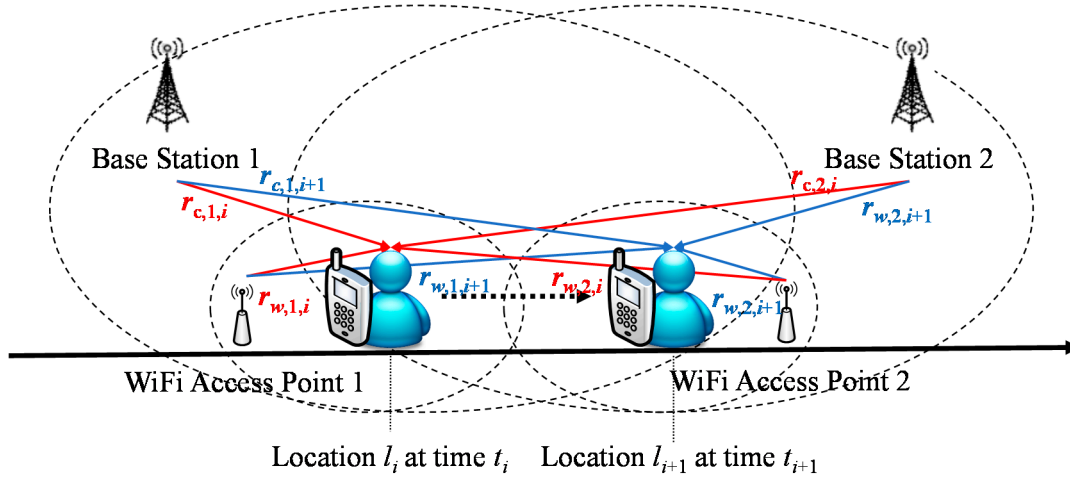 Base Station 1
Base Station 2
r_{c,1,i+1}
r_{c,2,i}
r_{c,1,i}
r_{w,2,i+1}
r_{w,1,i}
r_{w,1,i+1}
r_{w,2,i}
r_{w,2,i+1}
WiFi Access Point 1
WiFi Access Point 2
Location l_i at time t_i
Location l_{i+1} at time t_{i+1}